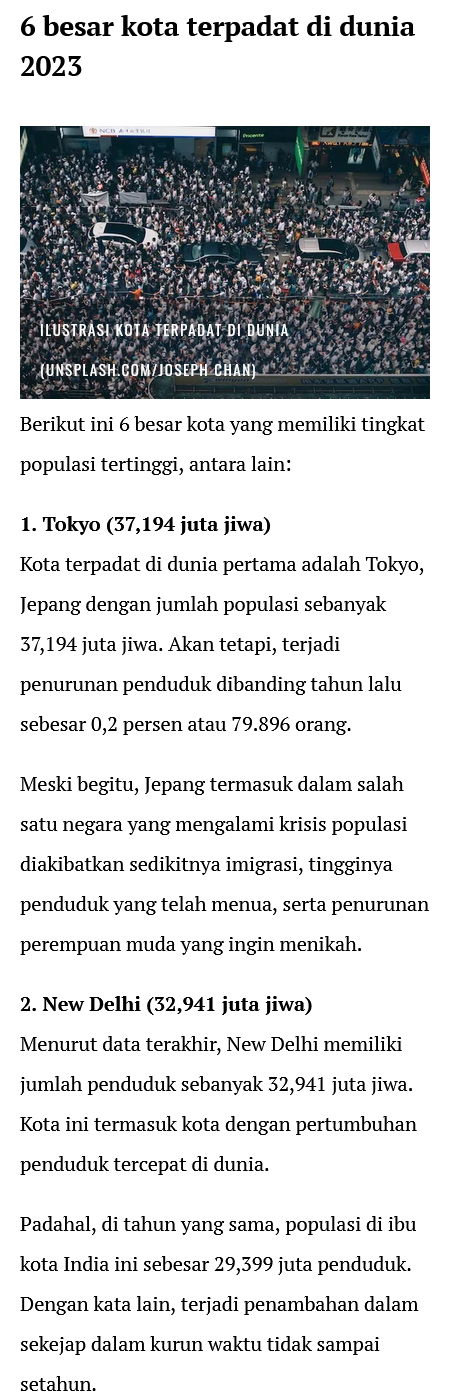 6 besar kota terpadat di dunia
2023
NCB
ILUSTRASI KOTA TERPADAT DI DUNIA
(UNSPLASH.COM/JOSEPH CHAN)
Berikut ini 6 besar kota yang memiliki tingkat
populasi tertinggi, antara lain:
1. Tokyo (37,194 juta jiwa)
Kota terpadat di dunia pertama adalah Tokyo,
Jepang dengan jumlah populasi sebanyak
37,194 juta jiwa. Akan tetapi, terjadi
penurunan penduduk dibanding tahun lalu
sebesar 0,2 persen atau 79.896 orang.
Meski begitu, Jepang termasuk dalam salah
satu negara yang mengalami krisis populasi
diakibatkan sedikitnya imigrasi, tingginya
penduduk yang telah menua, serta penurunan
perempuan muda yang ingin menikah.
2. New Delhi (32,941 juta jiwa)
Menurut data terakhir, New Delhi memiliki
jumlah penduduk sebanyak 32,941 juta jiwa.
Kota ini termasuk kota dengan pertumbuhan
penduduk tercepat di dunia.
Padahal, di tahun yang sama, populasi di ibu
kota India ini sebesar 29,399 juta penduduk.
Dengan kata lain, terjadi penambahan dalam
sekejap dalam kurun waktu tidak sampai
setahun.